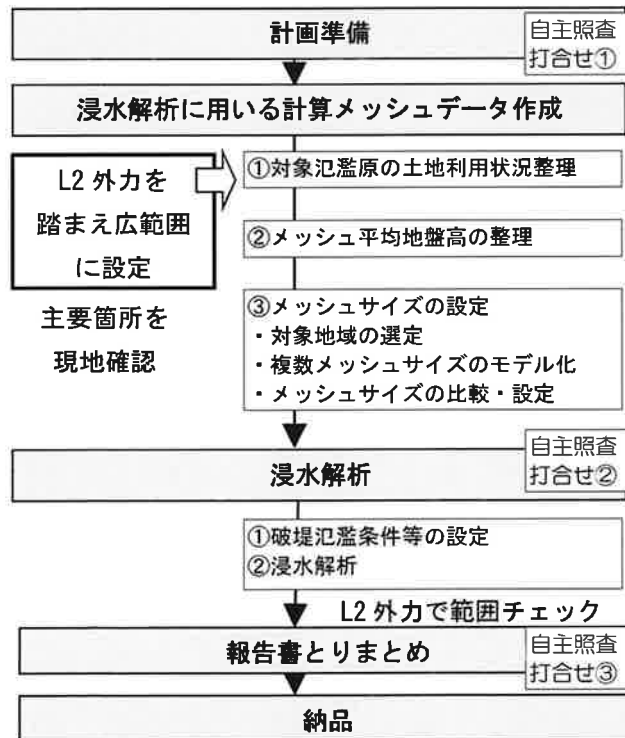 計画準備
自主照査
打合せ①
浸水解析に用いる計算メッシュデータ作成
L2 外力を
踏まえ広範囲
に設定
①対象氾濫原の土地利用状況整理
②メッシュ平均地盤高の整理
主要箇所を
現地確認
③メッシュサイズの設定
・対象地域の選定
・複数メッシュサイズのモデル化
・メッシュサイズの比較・設定
浸水解析
自主照査
打合せ②
①破堤氾濫条件等の設定
②浸水解析
L2 外力で範囲チェック
報告書とりまとめ
自主照査
打合せ③
納品